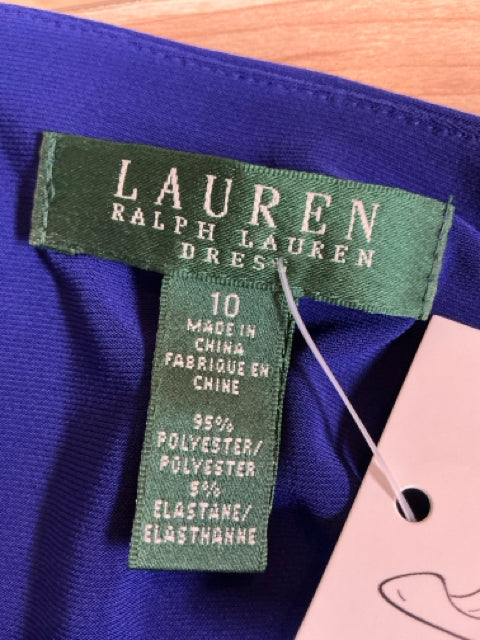 LAUREN
RALPH LAUREN
DRESS
10
MADE IN
CHINA
FABRIQUE EN
CHINE
95%
POLYESTER/
POLYESTER
5%
ELASTANE/
ELASTHANNE